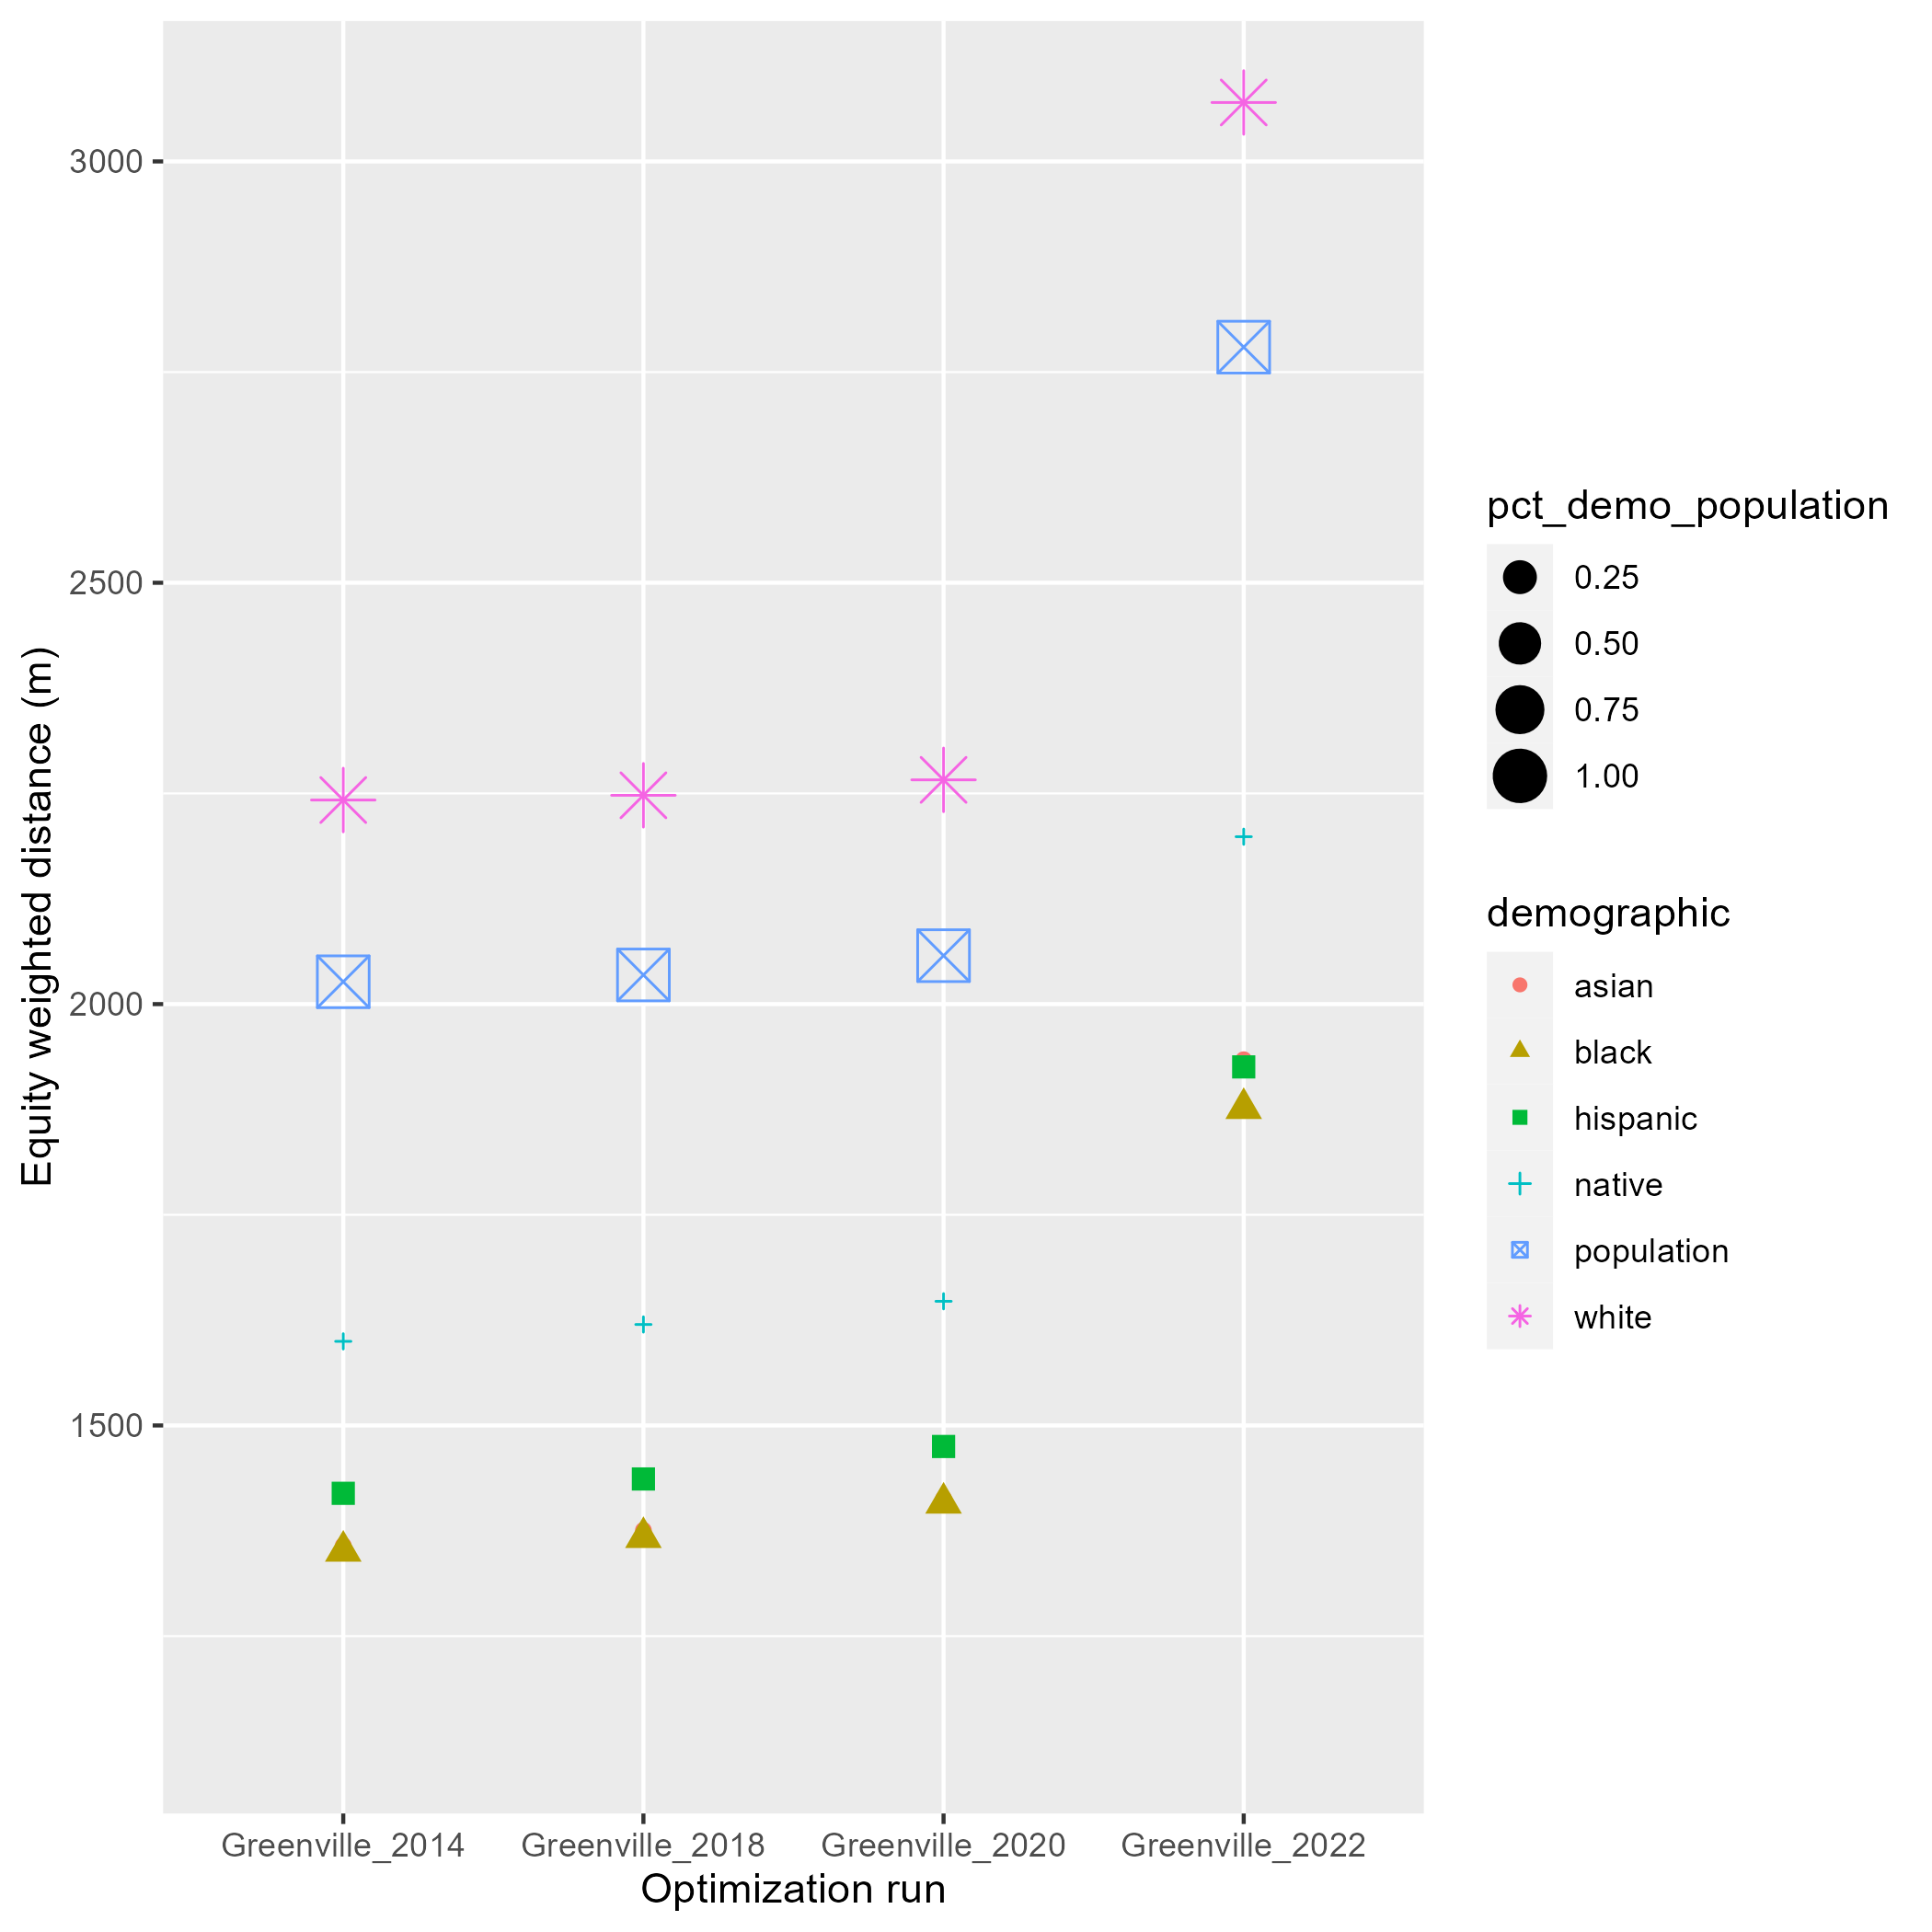 3000
2500
2000
1500
Equity weighted distance (m)
Greenville_2014
Greenville_2018
Greenville_2020
Greenville_2022
Optimization run
pct_demo_population
0.25
0.50
0.75
1.00
demographic
asian
black
hispanic
native
population
white